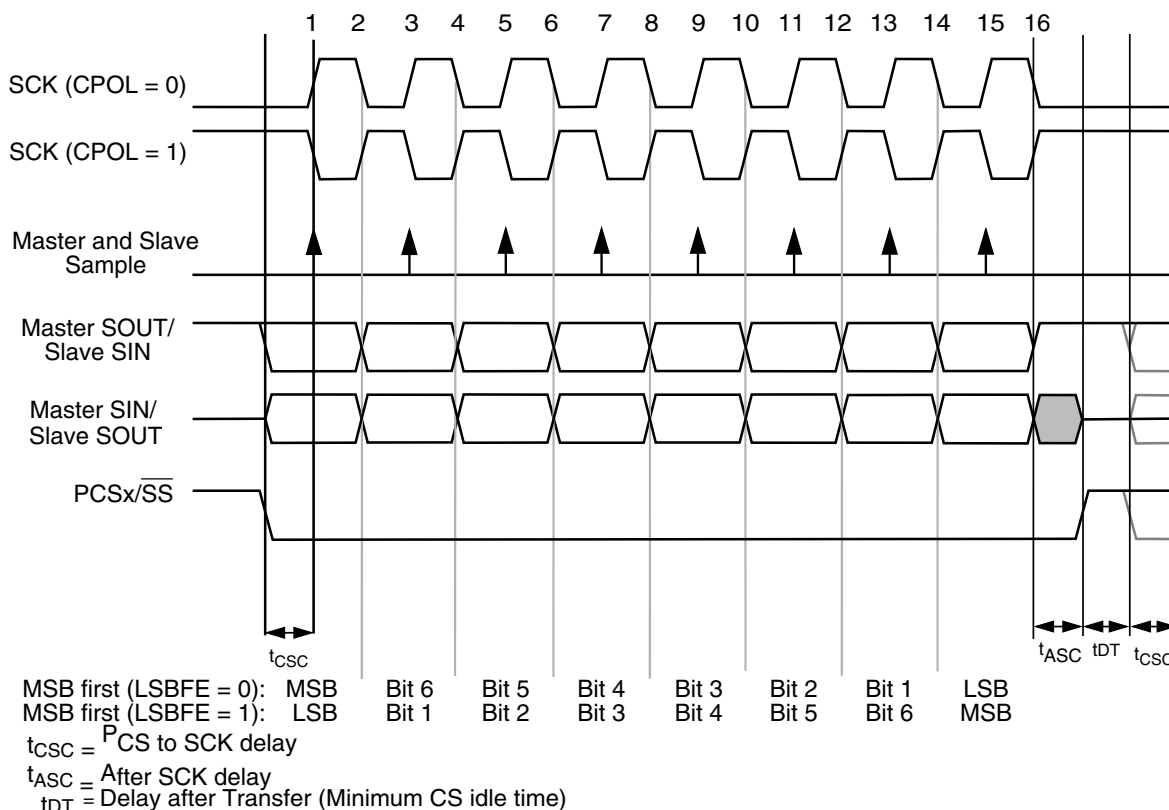 1 2 3 4 5 6 7 8 9 10 11 12 13 14 15 16
SCK (CPOL = 0)
SCK (CPOL = 1)
Master and Slave
Sample
Master SOUT/
Slave SIN
Master SIN/
Slave SOUT
PCSx/SS
tCSC tASC tDT tCSC
MSB first (LSBFE = 0): MSB Bit 6 Bit 5 Bit 4 Bit 3 Bit 2 Bit 1 LSB
MSB first (LSBFE = 1): LSB Bit 1 Bit 2 Bit 3 Bit 4 Bit 5 Bit 6 MSB
tCSC = PCS to SCK delay
tASC = After SCK delay
tDT = Delay after Transfer (Minimum CS idle time)